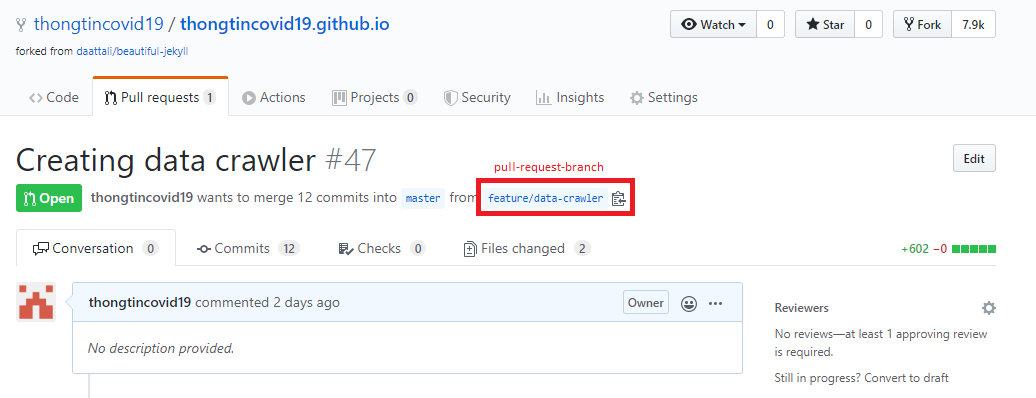 thongtincovid19 / thongtincovid19.github.io
Watch 0 Star 0 Fork 7.9k
forked from daattali/beautiful-jekyll
Code Pull requests 1 Actions Projects 0 Security Insights Settings
Creating data crawler #47
pull-request-branch
Edit
Open thongtincovid19 wants to merge 12 commits into master from feature/data-crawler
Conversation 0 Commits 12 Checks 0 Files changed 2 +602 −0
thongtincovid19 commented 2 days ago Owner
No description provided.
Reviewers
No reviews—at least 1 approving review
is required.
Still in progress? Convert to draft